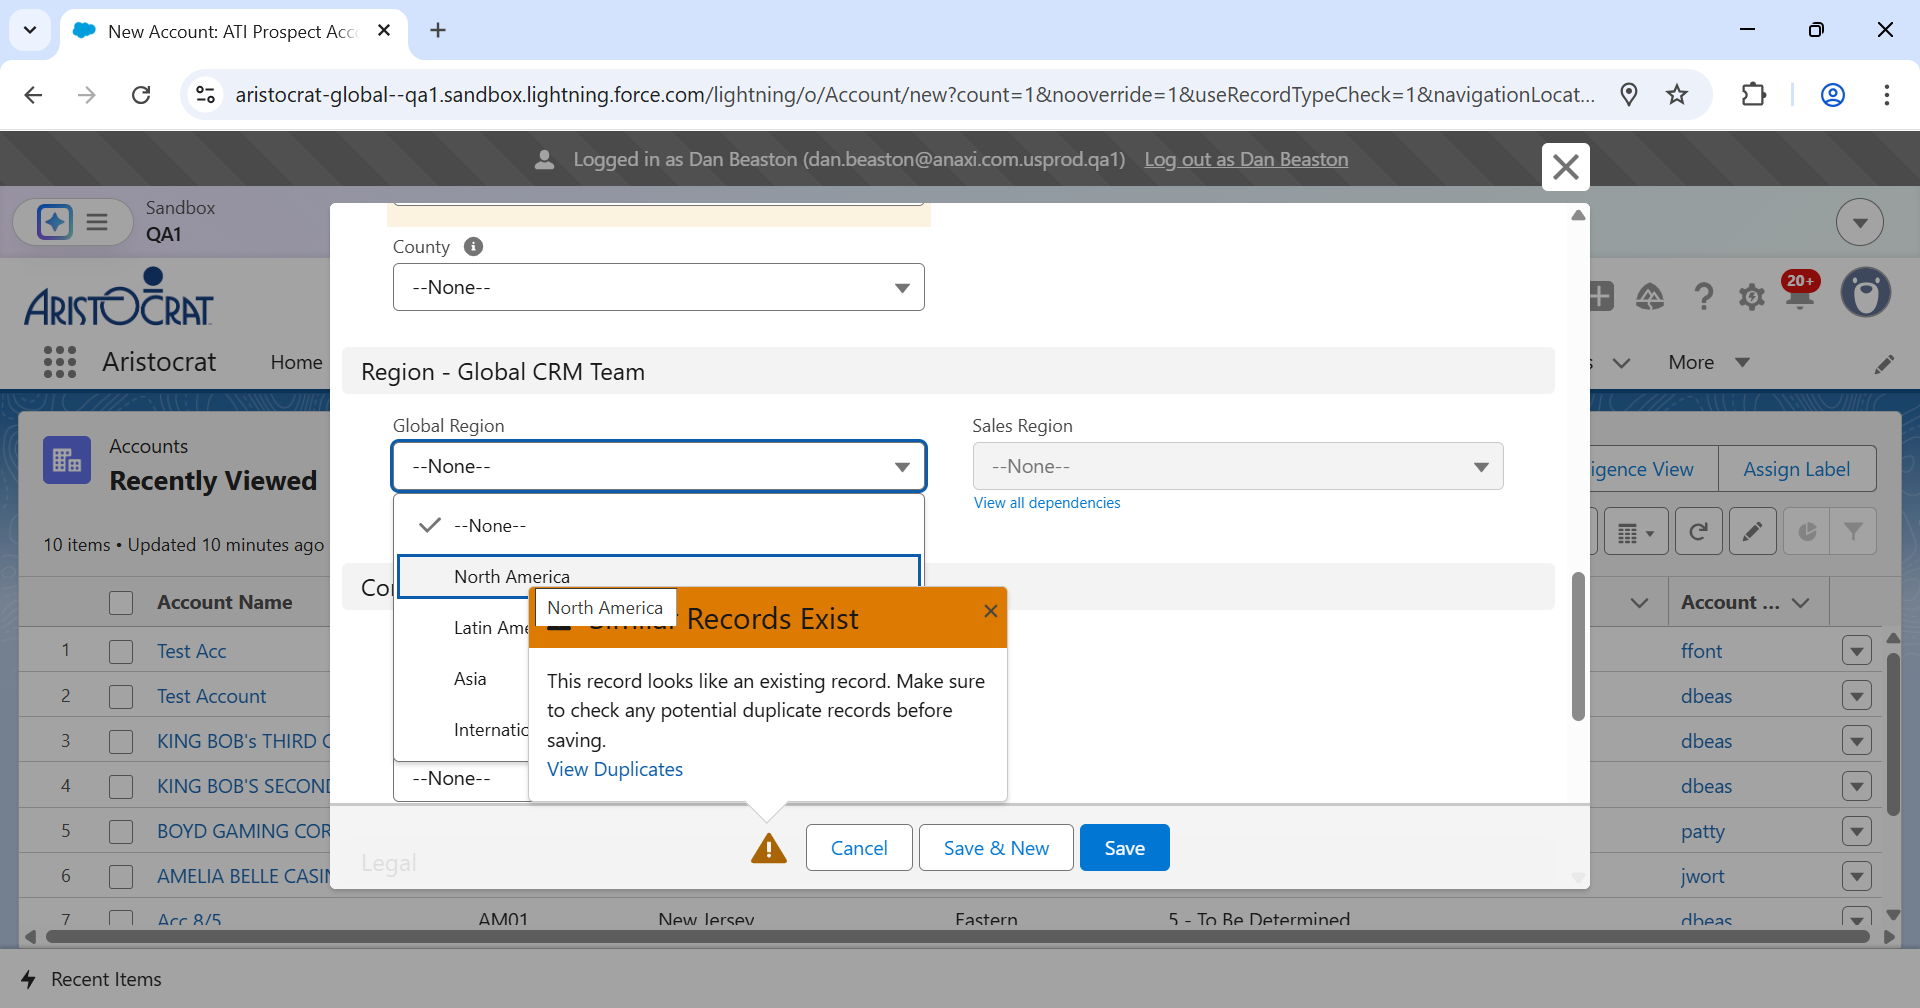 New Account: ATI Prospect Acc
aristocrat-global--qa1.sandbox.lightning.force.com/lightning/o/Account/new?count=1&nooverride=1&useRecordTypeCheck=1&navigationLocat...
Logged in as Dan Beaston (dan.beaston@anaxi.com.usprod.qa1) Log out as Dan Beaston
Sandbox
QA1
ARISTOCRAT
20+
Aristocrat
Home
More
County
--None--
Region - Global CRM Team
Global Region
--None--
Sales Region
--None--
View all dependencies
--None--
North America
Latin Ame
Asia
Internatio
North America
Records Exist
This record looks like an existing record. Make sure
to check any potential duplicate records before
saving.
View Duplicates
--None--
Cancel
Save & New
Save
Legal
Accounts
Recently Viewed
igence View
Assign Label
10 items • Updated 10 minutes ago
Account Name
Account ...
1 Test Acc ffont
2 Test Account dbeas
3 KING BOB's THIRD C dbeas
4 KING BOB'S SECOND dbeas
5 BOYD GAMING COR patty
6 AMELIA BELLE CASIN jwort
7 Acc 8/5 AM01 New Jersey Eastern 5 - To Be Determined dbeas
Recent Items